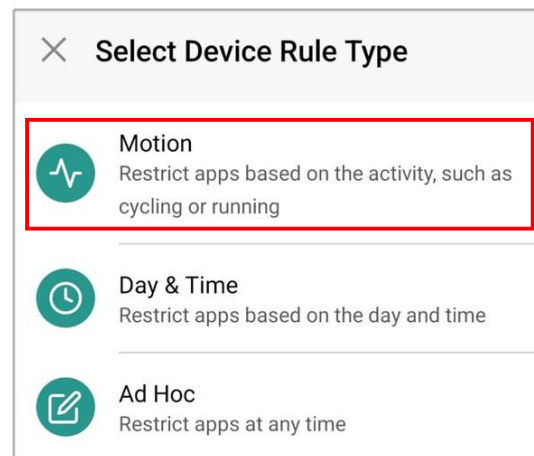 Select Device Rule Type
Motion
Restrict apps based on the activity, such as
cycling or running
Day & Time
Restrict apps based on the day and time
Ad Hoc
Restrict apps at any time